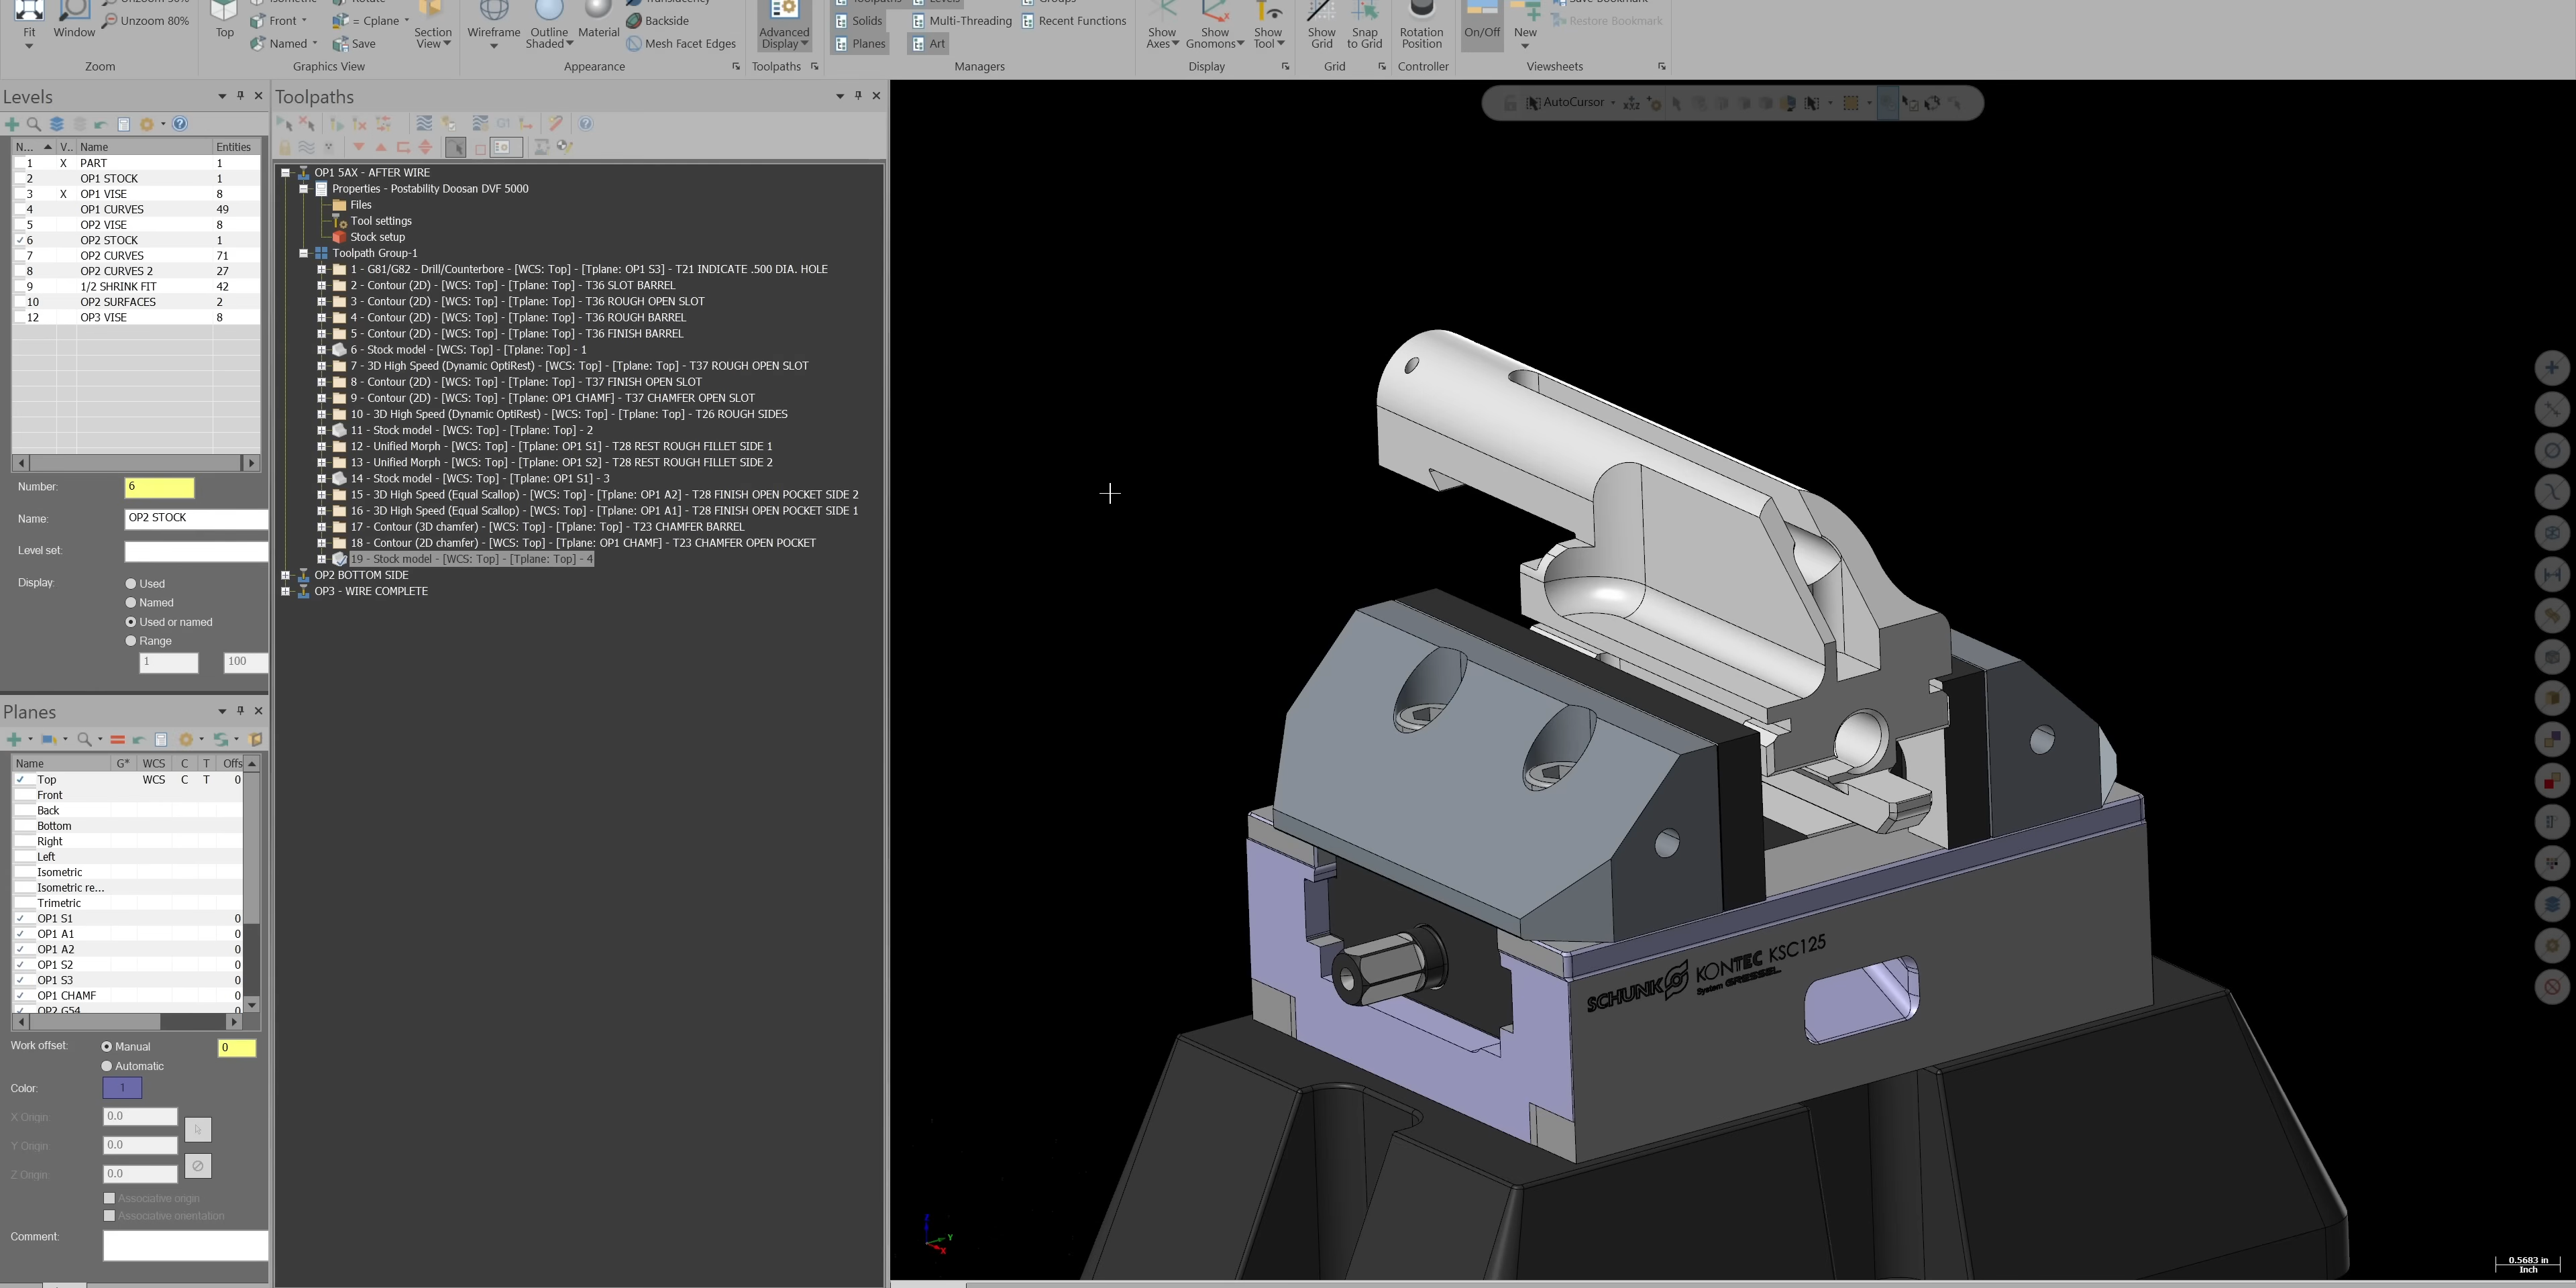 Unzoom 80%
Fit
Window
Zoom
Top
Front
Named
= Cplane
Save
Section
View
Graphics View
Wireframe
Outline
Shaded
Material
Backside
Mesh Facet Edges
Appearance
Advanced
Display
Toolpaths
Solids
Planes
Multi-Threading
Art
Recent Functions
Managers
Show
Axes
Show
Gnomons
Show
Tool
Display
Show
Grid
Snap
to Grid
Grid
Rotation
Position
Controller
On/Off
New
Restore Bookmark
Viewsheets
Levels
N... V.. Name Entities
1 X PART 1
2 OP1 STOCK 1
3 X OP1 VISE 8
4 OP1 CURVES 49
5 OP2 VISE 8
6 OP2 STOCK 1
7 OP2 CURVES 71
8 OP2 CURVES 2 27
9 1/2 SHRINK FIT 42
10 OP2 SURFACES 2
12 OP3 VISE 8
Number: 6
Name: OP2 STOCK
Level set:
Display: Used
Named
Used or named
Range
1 100
Planes
Name G* WCS C T Offs
Top WCS C T 0
Front
Back
Bottom
Right
Left
Isometric
Isometric re...
Trimetric
OP1 S1 0
OP1 A1 0
OP1 A2 0
OP1 S2 0
OP1 S3 0
OP1 CHAMF 0
OP2 G54
Work offset: Manual 0
Automatic
Color: 1
X Origin 0.0
Y Origin 0.0
Z Origin 0.0
Associative origin
Associative orientation
Comment:
Toolpaths
G1
OP1 5AX - AFTER WIRE
Properties - Postability Doosan DVF 5000
Files
Tool settings
Stock setup
Toolpath Group-1
1 - G81/G82 - Drill/Counterbore - [WCS: Top] - [Tplane: OP1 S3] - T21 INDICATE .500 DIA. HOLE
2 - Contour (2D) - [WCS: Top] - [Tplane: Top] - T36 SLOT BARREL
3 - Contour (2D) - [WCS: Top] - [Tplane: Top] - T36 ROUGH OPEN SLOT
4 - Contour (2D) - [WCS: Top] - [Tplane: Top] - T36 ROUGH BARREL
5 - Contour (2D) - [WCS: Top] - [Tplane: Top] - T36 FINISH BARREL
6 - Stock model - [WCS: Top] - [Tplane: Top] - 1
7 - 3D High Speed (Dynamic OptiRest) - [WCS: Top] - [Tplane: Top] - T37 ROUGH OPEN SLOT
8 - Contour (2D) - [WCS: Top] - [Tplane: Top] - T37 FINISH OPEN SLOT
9 - Contour (2D) - [WCS: Top] - [Tplane: OP1 CHAMF] - T37 CHAMFER OPEN SLOT
10 - 3D High Speed (Dynamic OptiRest) - [WCS: Top] - [Tplane: Top] - T26 ROUGH SIDES
11 - Stock model - [WCS: Top] - [Tplane: Top] - 2
12 - Unified Morph - [WCS: Top] - [Tplane: OP1 S1] - T28 REST ROUGH FILLET SIDE 1
13 - Unified Morph - [WCS: Top] - [Tplane: OP1 S2] - T28 REST ROUGH FILLET SIDE 2
14 - Stock model - [WCS: Top] - [Tplane: OP1 S1] - 3
15 - 3D High Speed (Equal Scallop) - [WCS: Top] - [Tplane: OP1 A2] - T28 FINISH OPEN POCKET SIDE 2
16 - 3D High Speed (Equal Scallop) - [WCS: Top] - [Tplane: OP1 A1] - T28 FINISH OPEN POCKET SIDE 1
17 - Contour (3D chamfer) - [WCS: Top] - [Tplane: Top] - T23 CHAMFER BARREL
18 - Contour (2D chamfer) - [WCS: Top] - [Tplane: OP1 CHAMF] - T23 CHAMFER OPEN POCKET
19 - Stock model - [WCS: Top] - [Tplane: Top] - 4
OP2 BOTTOM SIDE
OP3 - WIRE COMPLETE
AutoCursor
SCHUNK KONTEC KSC125
System GRESSEL
Z
Y
X
0.5683 in
Inch